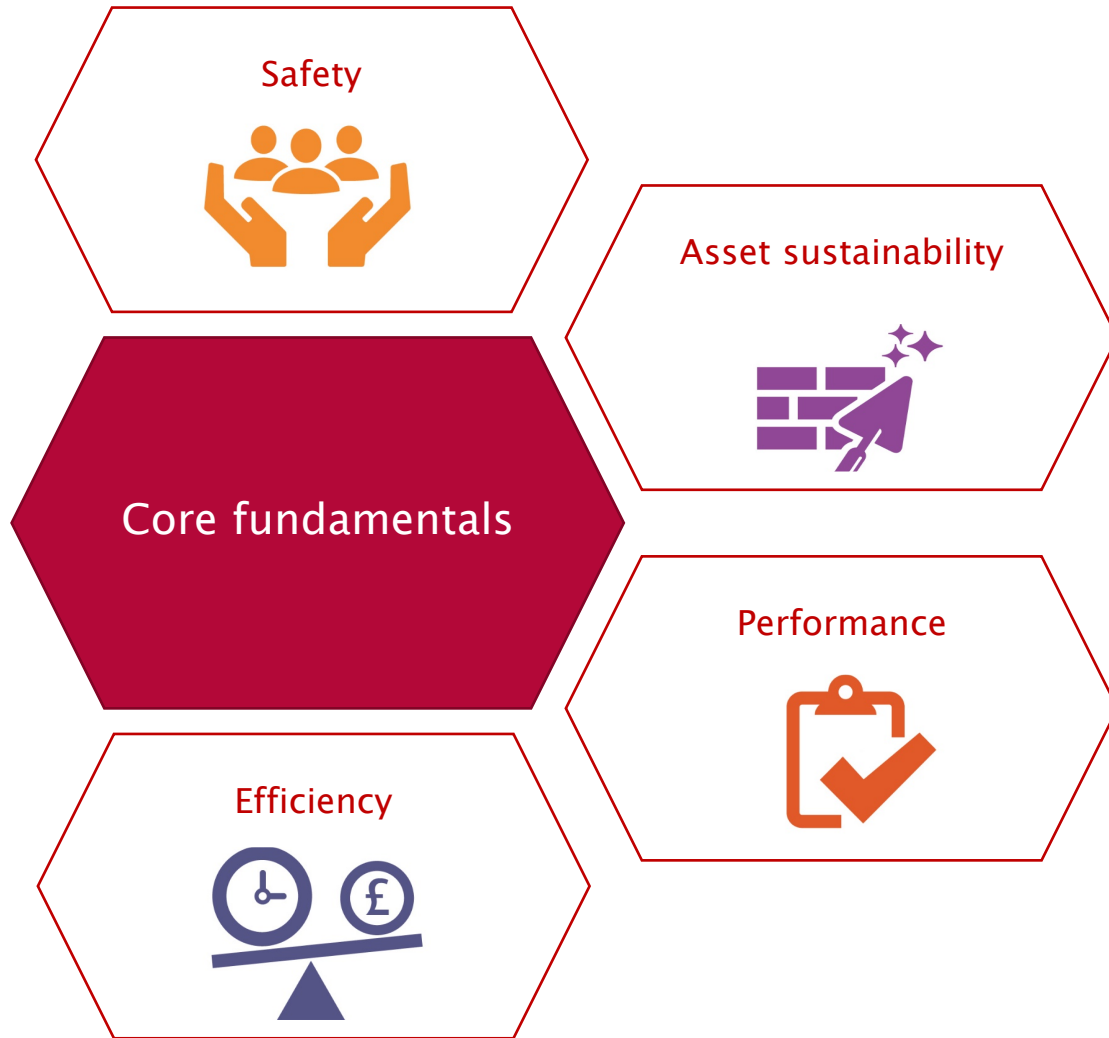 Safety
Asset sustainability
Core fundamentals
Performance
Efficiency
£